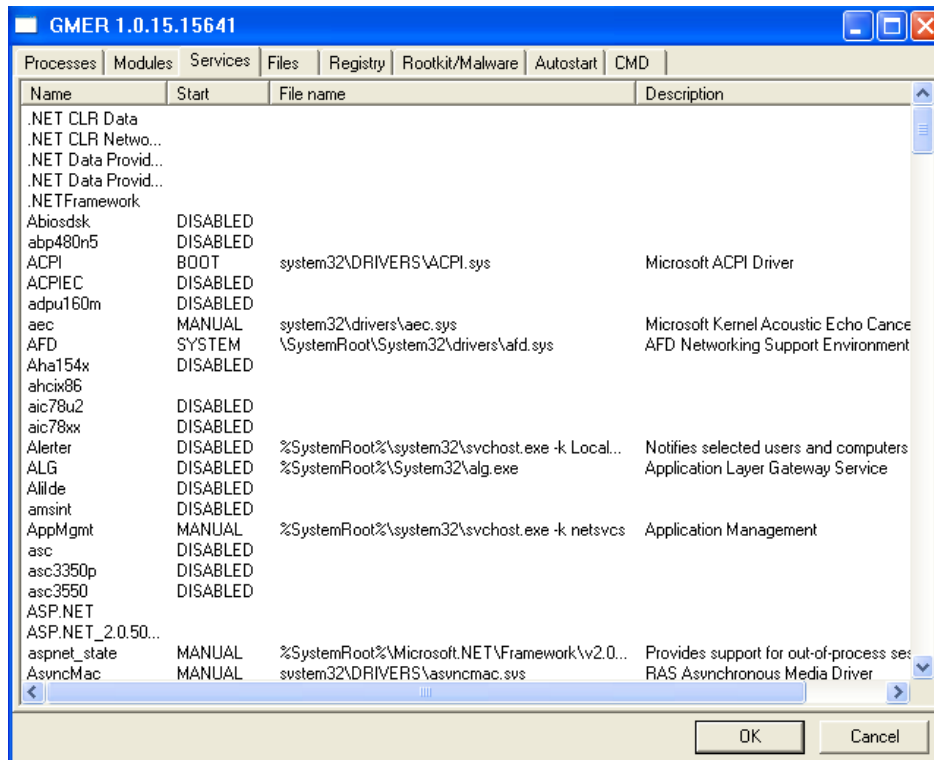 GMER 1.0.15.15641
Processes Modules Services Files Registry Rootkit/Malware Autostart CMD
Name Start File name Description
.NET CLR Data
.NET CLR Netwo...
.NET Data Provid...
.NET Data Provid...
.NETFramework
Abiosdsk DISABLED
abp480n5 DISABLED
ACPI BOOT system32\DRIVERS\ACPI.sys Microsoft ACPI Driver
ACPIEC DISABLED
adpu160m DISABLED
aec MANUAL system32\drivers\aec.sys Microsoft Kernel Acoustic Echo Cance
AFD SYSTEM \SystemRoot\System32\drivers\afd.sys AFD Networking Support Environment
Aha154x DISABLED
ahcix86
aic78u2 DISABLED
aic78xx DISABLED
Alerter DISABLED %SystemRoot%\system32\svchost.exe -k Local... Notifies selected users and computers
ALG DISABLED %SystemRoot%\System32\alg.exe Application Layer Gateway Service
AliIde DISABLED
amsint DISABLED
AppMgmt MANUAL %SystemRoot%\system32\svchost.exe -k netsvcs Application Management
asc DISABLED
asc3350p DISABLED
asc3550 DISABLED
ASP.NET
ASP.NET_2.0.50...
aspnet_state MANUAL %SystemRoot%\Microsoft.NET\Framework\v2.0... Provides support for out-of-process ses
AsyncMac MANUAL system32\DRIVERS\asyncmac.sys RAS Asynchronous Media Driver
OK Cancel